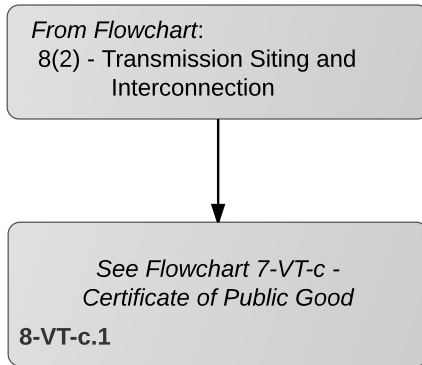 From Flowchart:
8(2) - Transmission Siting and
Interconnection
See Flowchart 7-VT-c -
Certificate of Public Good
8-VT-c.1